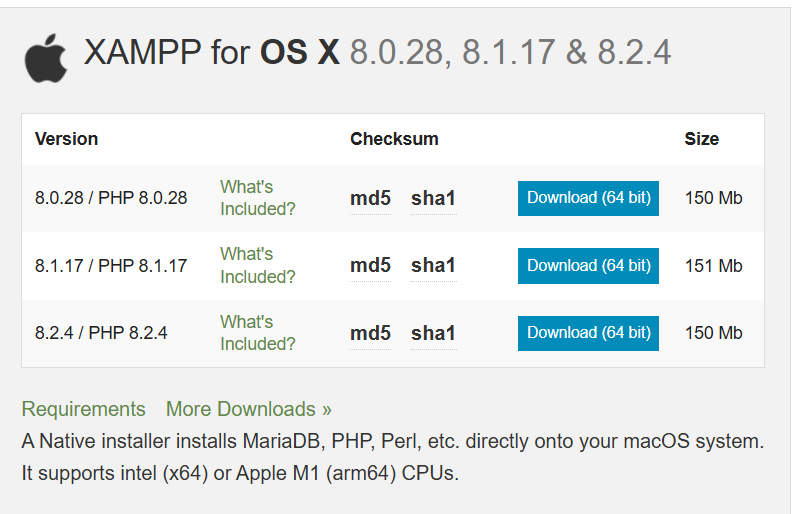 XAMPP for OS X 8.0.28, 8.1.17 & 8.2.4
Version Checksum Size
8.0.28 / PHP 8.0.28 What's Included? md5 sha1 Download (64 bit) 150 Mb
8.1.17 / PHP 8.1.17 What's Included? md5 sha1 Download (64 bit) 151 Mb
8.2.4 / PHP 8.2.4 What's Included? md5 sha1 Download (64 bit) 150 Mb
Requirements More Downloads »
A Native installer installs MariaDB, PHP, Perl, etc. directly onto your macOS system.
It supports intel (x64) or Apple M1 (arm64) CPUs.